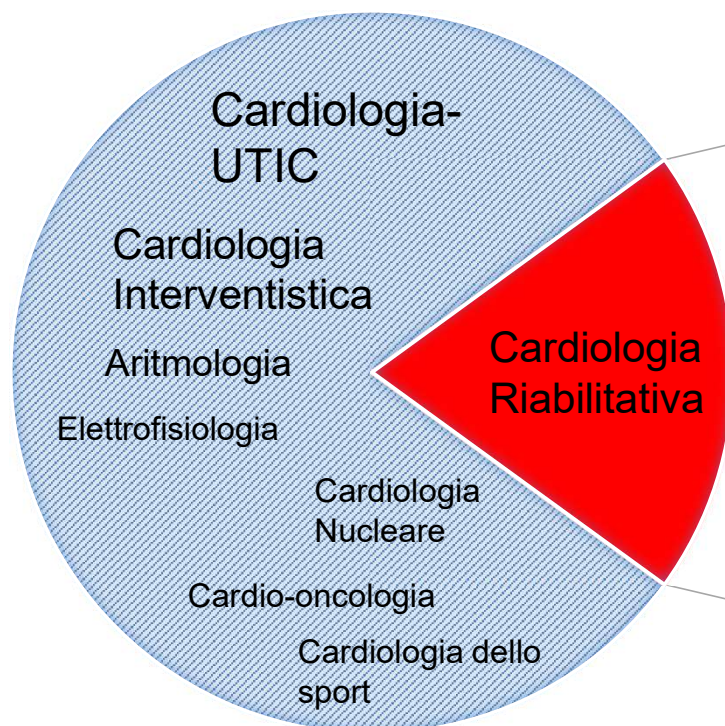 Cardiologia-
UTIC
Cardiologia
Interventistica
Cardiologia
Riabilitativa
Aritmologia
Elettrofisiologia
Cardiologia
Nucleare
Cardio-oncologia
Cardiologia dello
sport